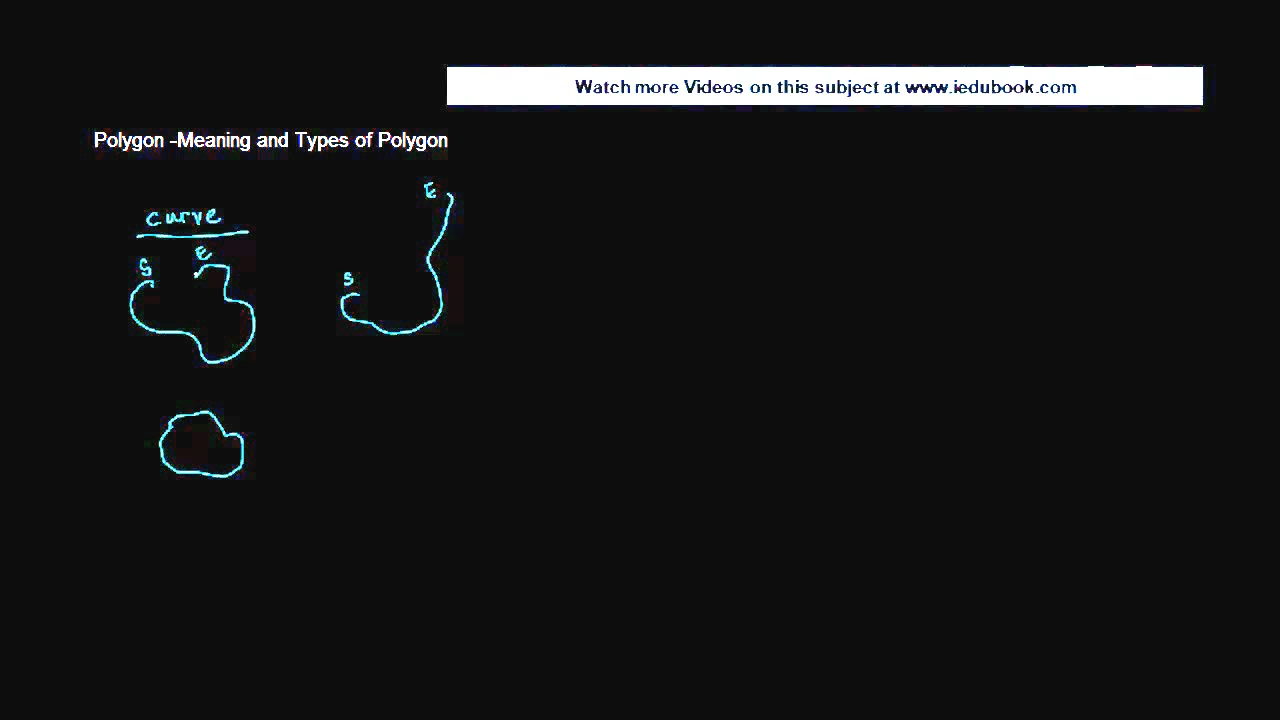 Watch more Videos on this subject at www.iedubook.com
Polygon -Meaning and Types of Polygon
curve
S E
S E